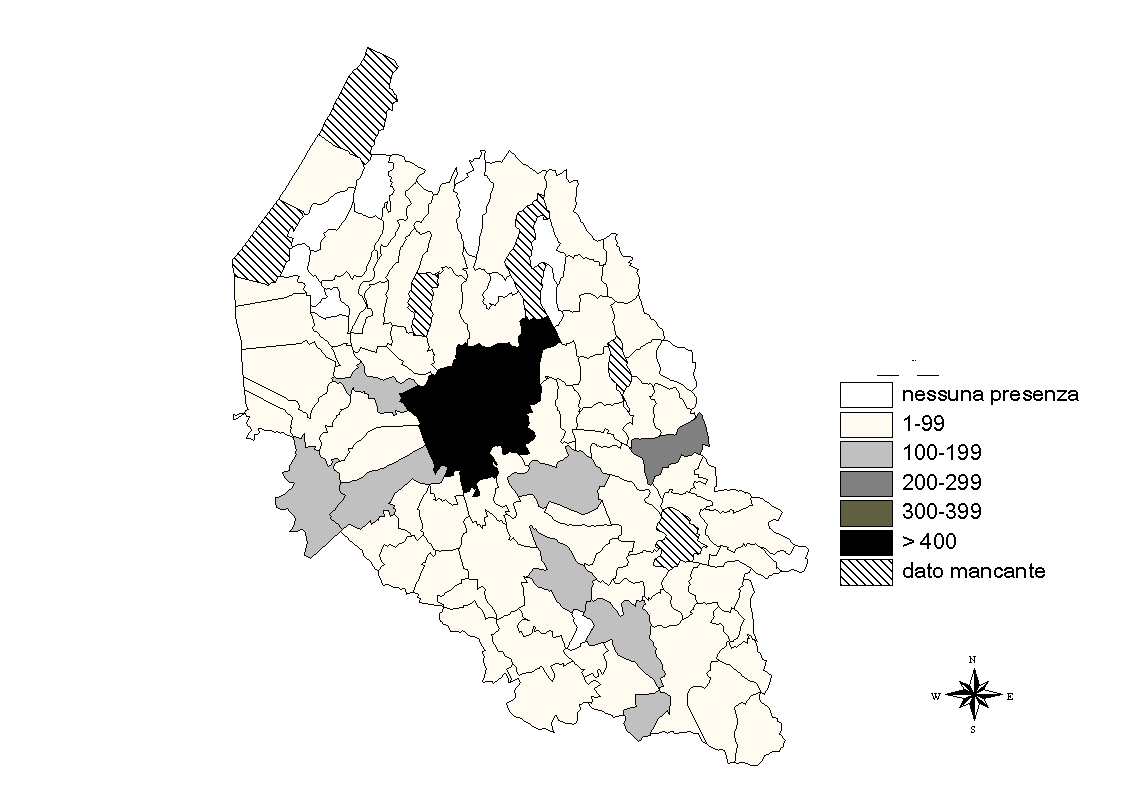 nessuna presenza
1-99
100-199
200-299
300-399
> 400
dato mancante
N
W E
S